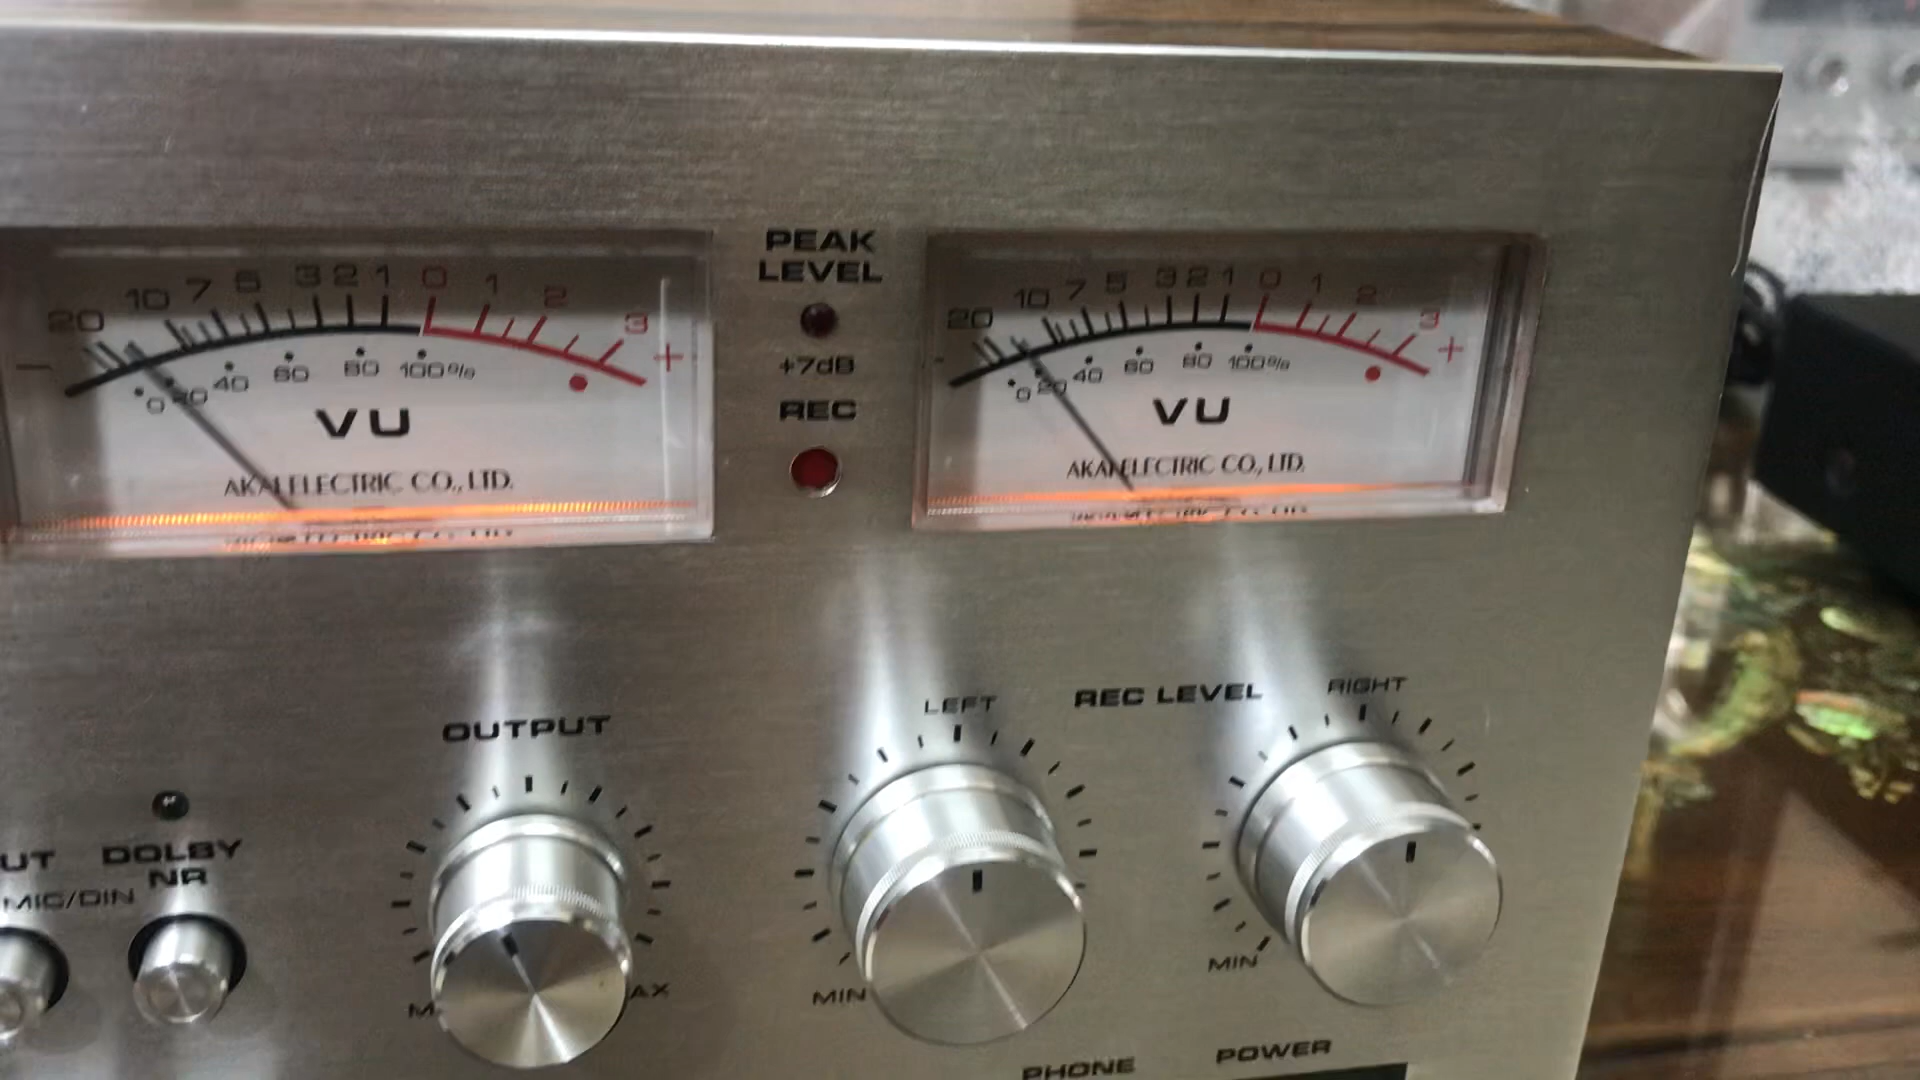 20 10 7 5 3 2 1 0 1 2 3
− +
0 20 40 60 80 100%
VU
AKAI ELECTRIC CO., LTD.
PEAK
LEVEL
+7dB
REC
20 10 7 5 3 2 1 0 1 2 3
- +
0 20 40 60 80 100%
VU
AKAI ELECTRIC CO., LTD.
OUTPUT
LEFT
REC LEVEL
RIGHT
UT
MIC/DIN
DOLBY
NR
M
AX
MIN
MIN
PHONE
POWER